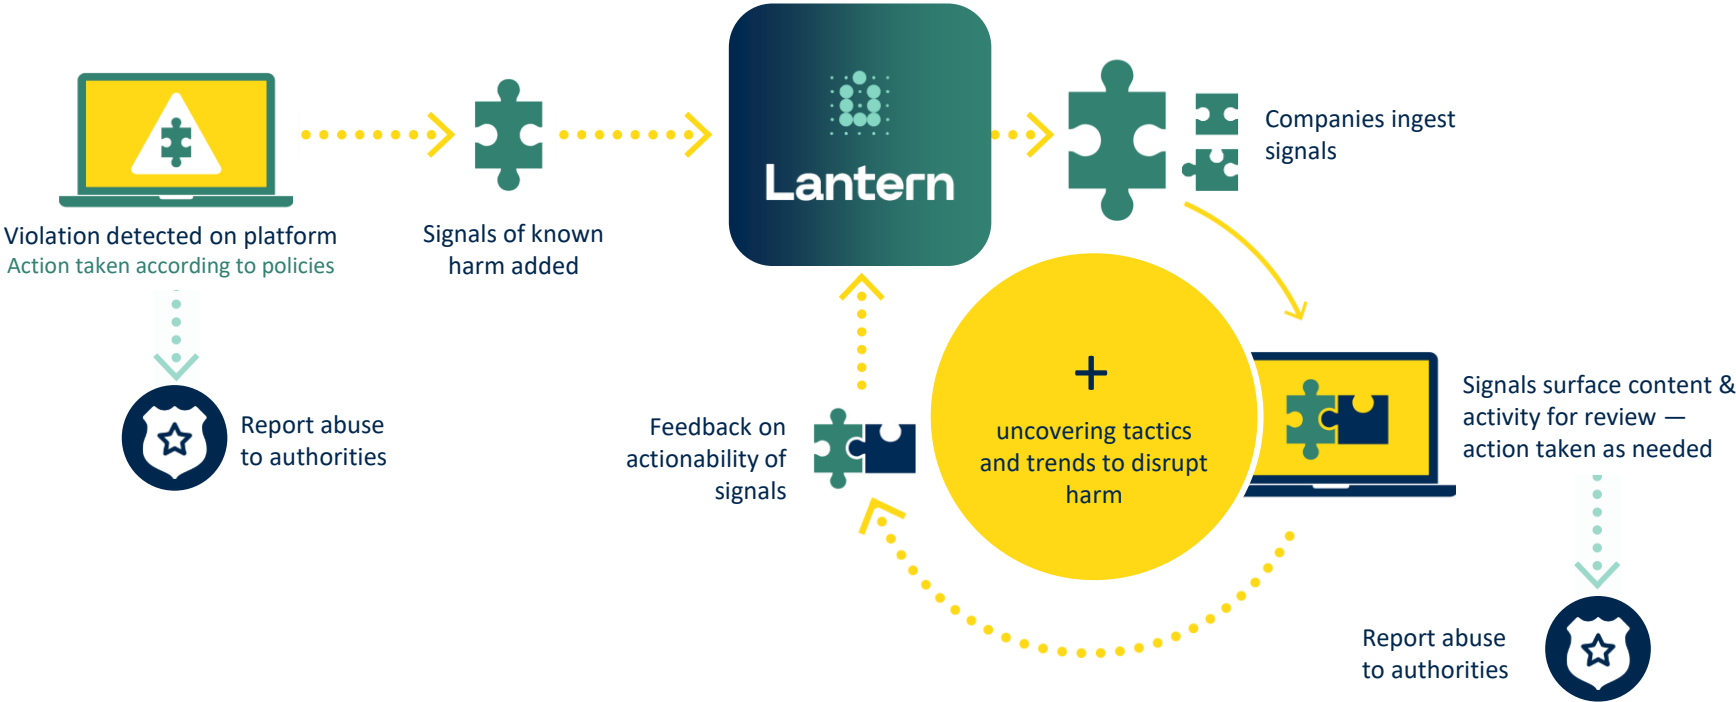 Lantern
Companies ingest
signals
Violation detected on platform
Action taken according to policies
Signals of known
harm added
Report abuse
to authorities
Feedback on
actionability of
signals
+
uncovering tactics
and trends to disrupt
harm
Signals surface content &
activity for review —
action taken as needed
Report abuse
to authorities